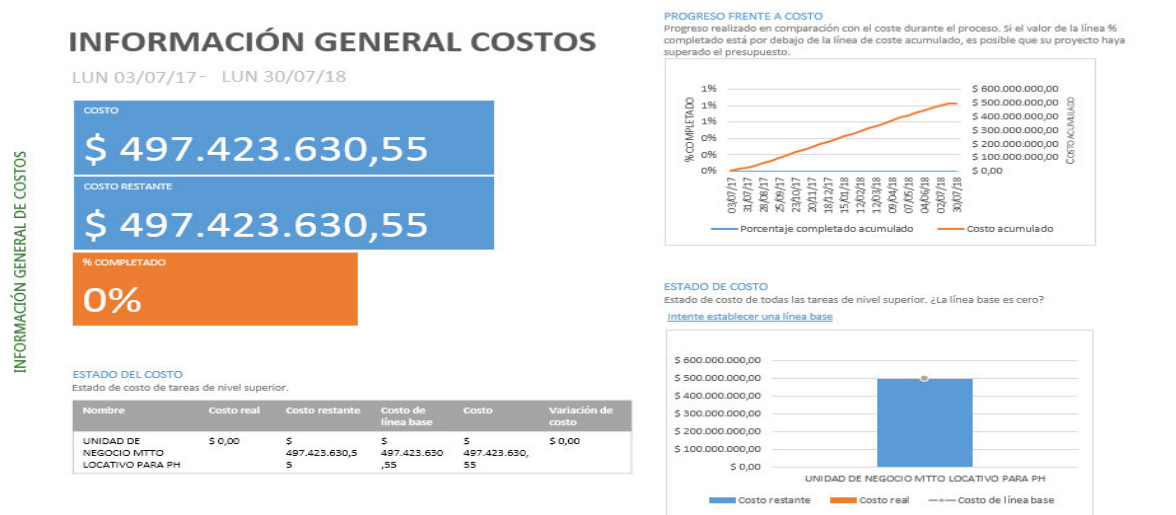 INFORMACIÓN GENERAL DE COSTOS
INFORMACIÓN GENERAL COSTOS
LUN 03/07/17 - LUN 30/07/18
COSTO
$ 497.423.630,55
COSTO RESTANTE
$ 497.423.630,55
% COMPLETADO
0%
ESTADO DEL COSTO
Estado de costo de tareas de nivel superior.
Nombre Costo real Costo restante Costo de Costo Variación de
línea base costo
UNIDAD DE $ 0,00 $ $ $ $ 0,00
NEGOCIO MTTO 497.423.630,5 497.423.630 497.423.630,
LOCATIVO PARA PH 5 ,55 55
PROGRESO FRENTE A COSTO
Progreso realizado en comparación con el coste durante el proceso. Si el valor de la línea %
completado está por debajo de la línea de coste acumulado, es posible que su proyecto haya
superado el presupuesto.
% COMPLETADO
1%
1%
1%
0%
0%
0%
$ 600.000.000,00
$ 500.000.000,00
$ 400.000.000,00
$ 300.000.000,00
$ 200.000.000,00
$ 100.000.000,00
$ 0,00
COSTO ACUMULADO
03/07/17
31/07/17
28/08/17
25/09/17
23/10/17
20/11/17
18/12/17
15/01/18
12/02/18
12/03/18
09/04/18
07/05/18
04/06/18
02/07/18
30/07/18
Porcentaje completado acumulado Costo acumulado
ESTADO DE COSTO
Estado de costo de todas las tareas de nivel superior. ¿La línea base es cero?
Intente establecer una línea base
$ 600.000.000,00
$ 500.000.000,00
$ 400.000.000,00
$ 300.000.000,00
$ 200.000.000,00
$ 100.000.000,00
$ 0,00
UNIDAD DE NEGOCIO MTTO LOCATIVO PARA PH
Costo restante Costo real Costo de línea base